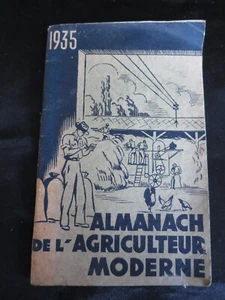 1935
ALMANACH
DE L'AGRICULTEUR
MODERNE